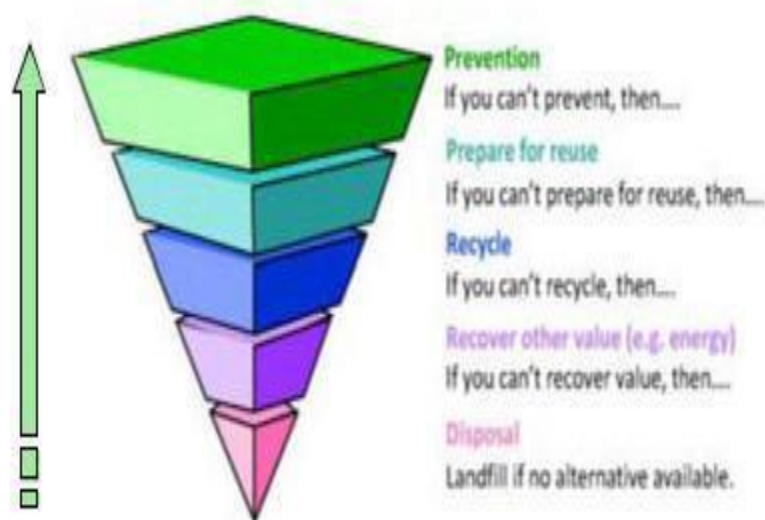 Prevention
If you can't prevent, then....
Prepare for reuse
If you can't prepare for reuse, then....
Recycle
If you can't recycle, then....
Recover other value (e.g. energy)
If you can't recover value, then....
Disposal
Landfill if no alternative available.